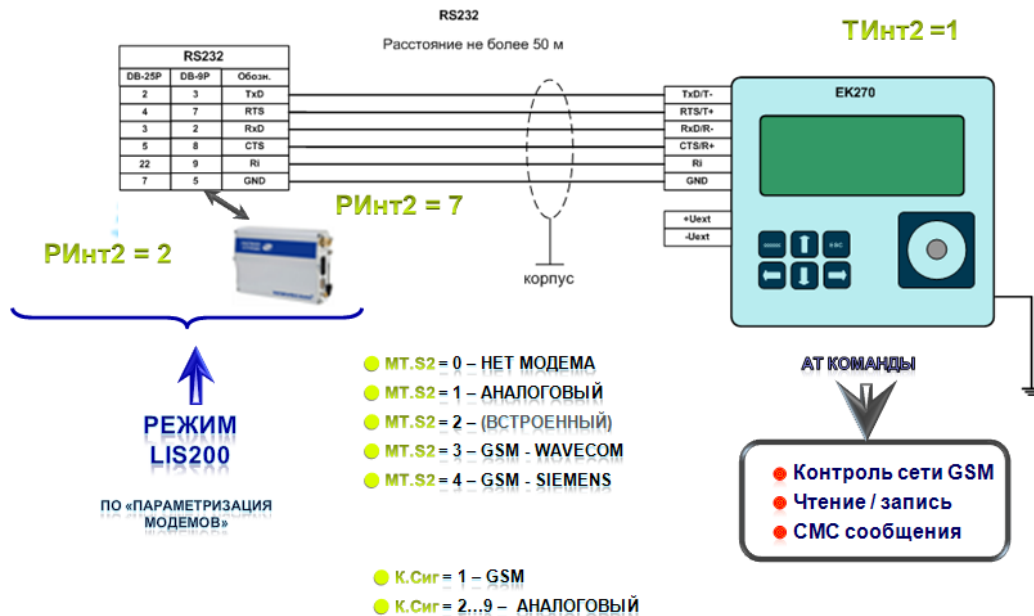 RS232
Расстояние не более 50 м
ТИнт2 =1
RS232
DB-25P DB-9P Обозн.
2 3 TxD
4 7 RTS
3 2 RxD
5 8 CTS
22 9 Ri
7 5 GND
TxD/T-
RTS/T+
RxD/R-
CTS/R+
Ri
GND
+Uext
-Uext
EK270
ESC
РИнт2 = 7
РИнт2 = 2
корпус
РЕЖИМ
LIS200
ПО «ПАРАМЕТРИЗАЦИЯ
МОДЕМОВ»
МТ.S2 = 0 – НЕТ МОДЕМА
МТ.S2 = 1 – АНАЛОГОВЫЙ
МТ.S2 = 2 – (ВСТРОЕННЫЙ)
МТ.S2 = 3 – GSM - WAVECOM
МТ.S2 = 4 – GSM - SIEMENS
К.Сиг = 1 – GSM
К.Сиг = 2...9 – АНАЛОГОВЫЙ
АТ КОМАНДЫ
Контроль сети GSM
Чтение / запись
СМС сообщения